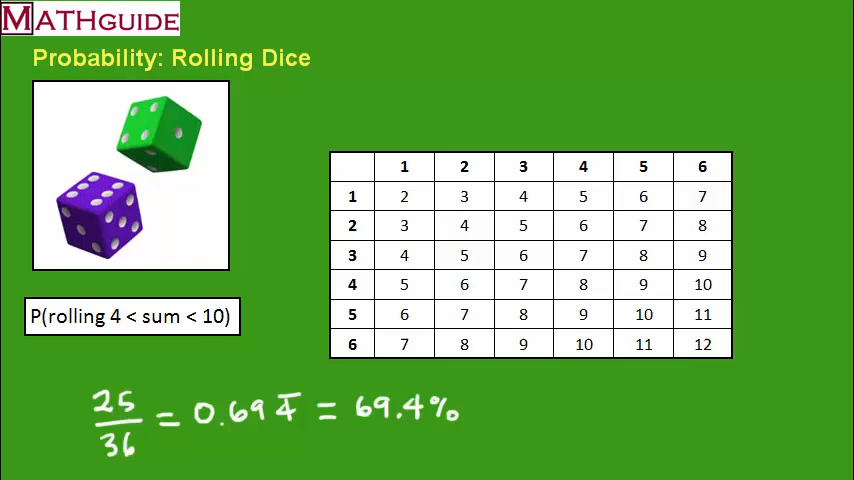 MATHGUIDE
Probability: Rolling Dice
1 2 3 4 5 6
1 2 3 4 5 6 7
2 3 4 5 6 7 8
3 4 5 6 7 8 9
4 5 6 7 8 9 10
5 6 7 8 9 10 11
6 7 8 9 10 11 12
P(rolling 4 < sum < 10)
25/36 = 0.694̅ = 69.4%